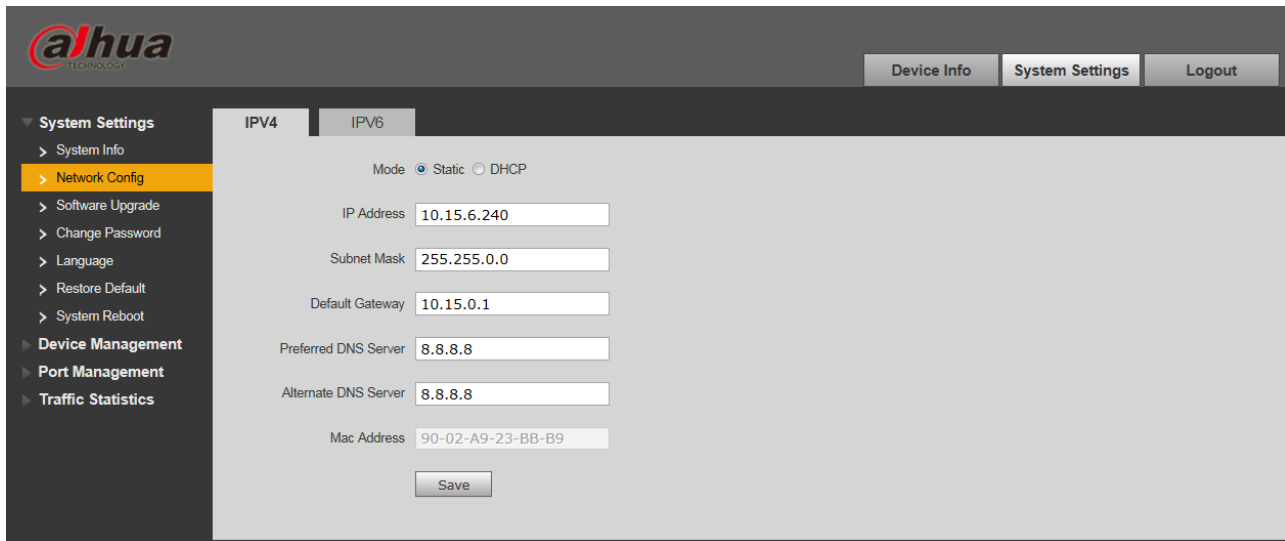 alhua
TECHNOLOGY
Device Info System Settings Logout
System Settings
System Info
Network Config
Software Upgrade
Change Password
Language
Restore Default
System Reboot
Device Management
Port Management
Traffic Statistics
IPV4 IPV6
Mode Static DHCP
IP Address 10.15.6.240
Subnet Mask 255.255.0.0
Default Gateway 10.15.0.1
Preferred DNS Server 8.8.8.8
Alternate DNS Server 8.8.8.8
Mac Address 90-02-A9-23-BB-B9
Save